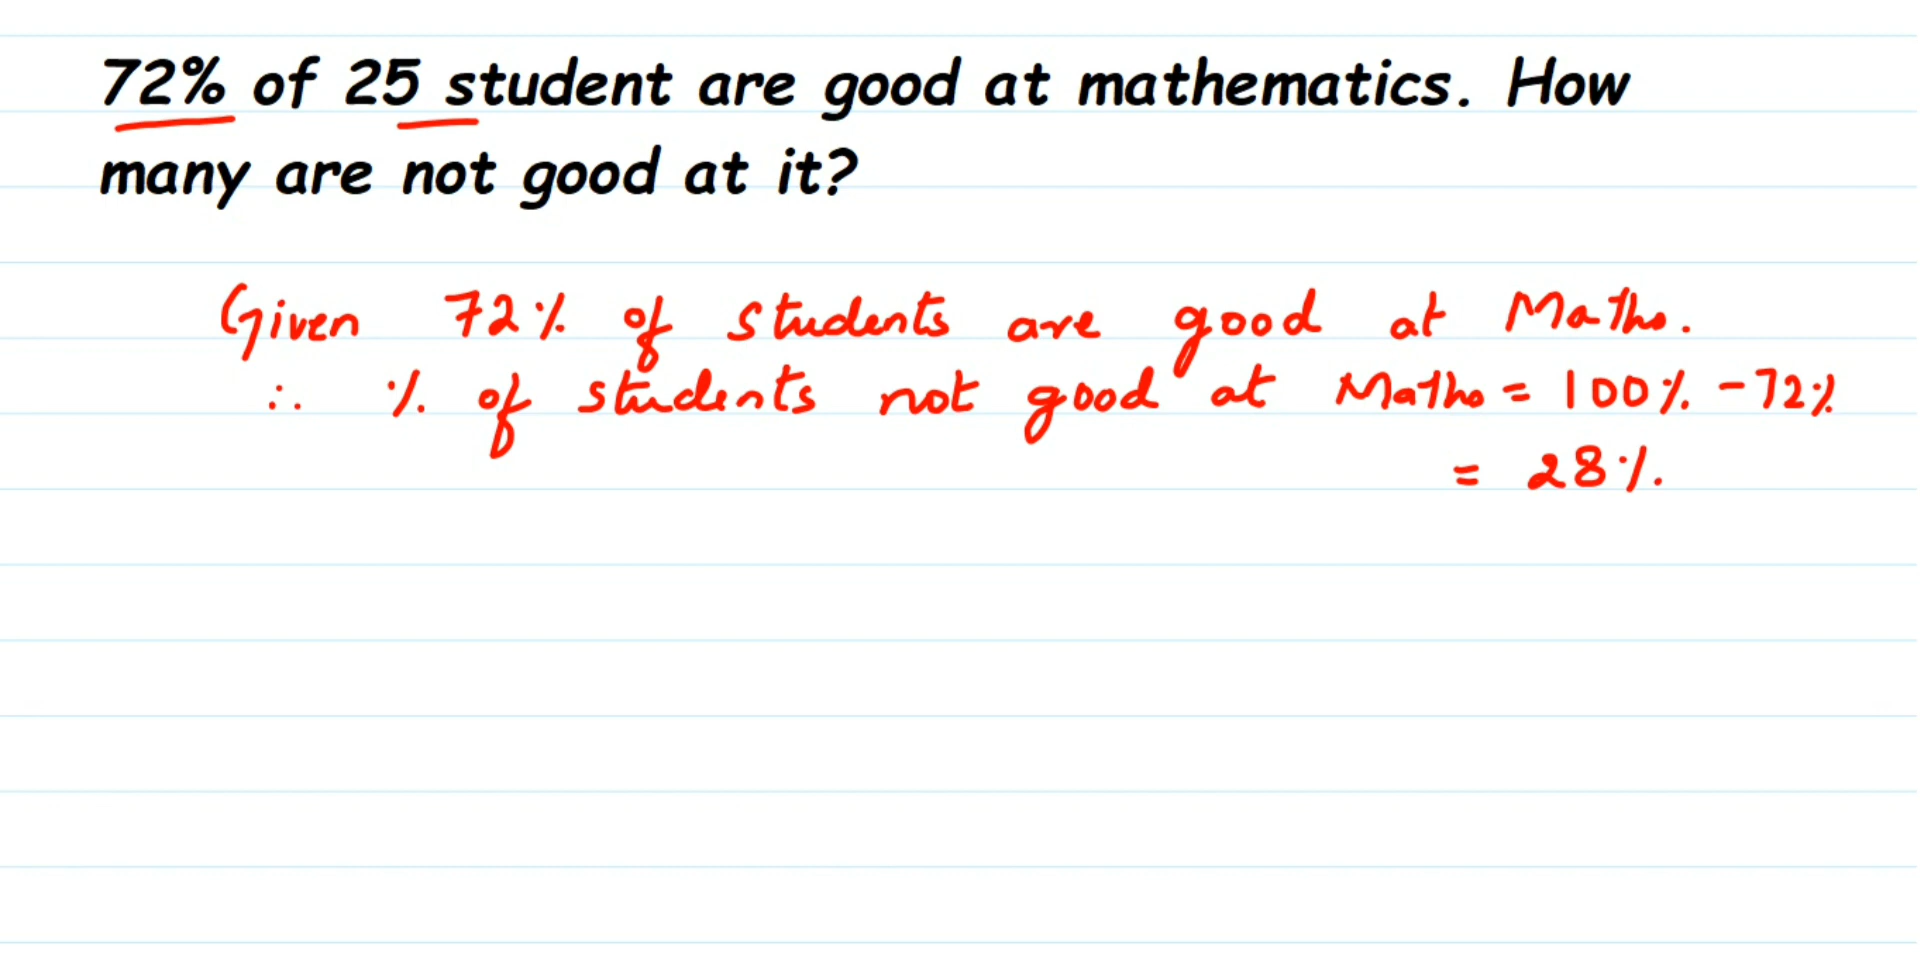 72% of 25 student are good at mathematics. How
many are not good at it?
Given 72% of students are good at Maths.
∴ % of students not good at Maths = 100% - 72%
= 28%.